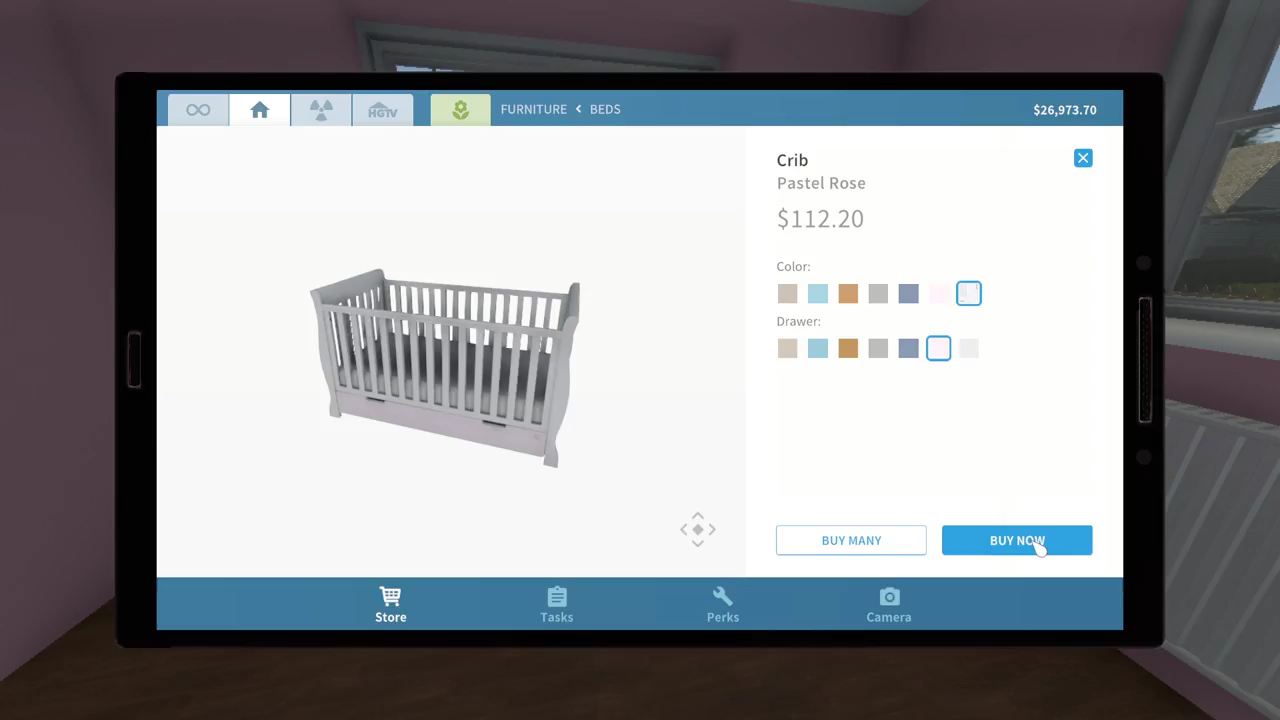 HGTV
FURNITURE < BEDS
$26,973.70
Crib
Pastel Rose
$112.20
Color:
Drawer:
BUY MANY
BUY NOW
Store
Tasks
Perks
Camera